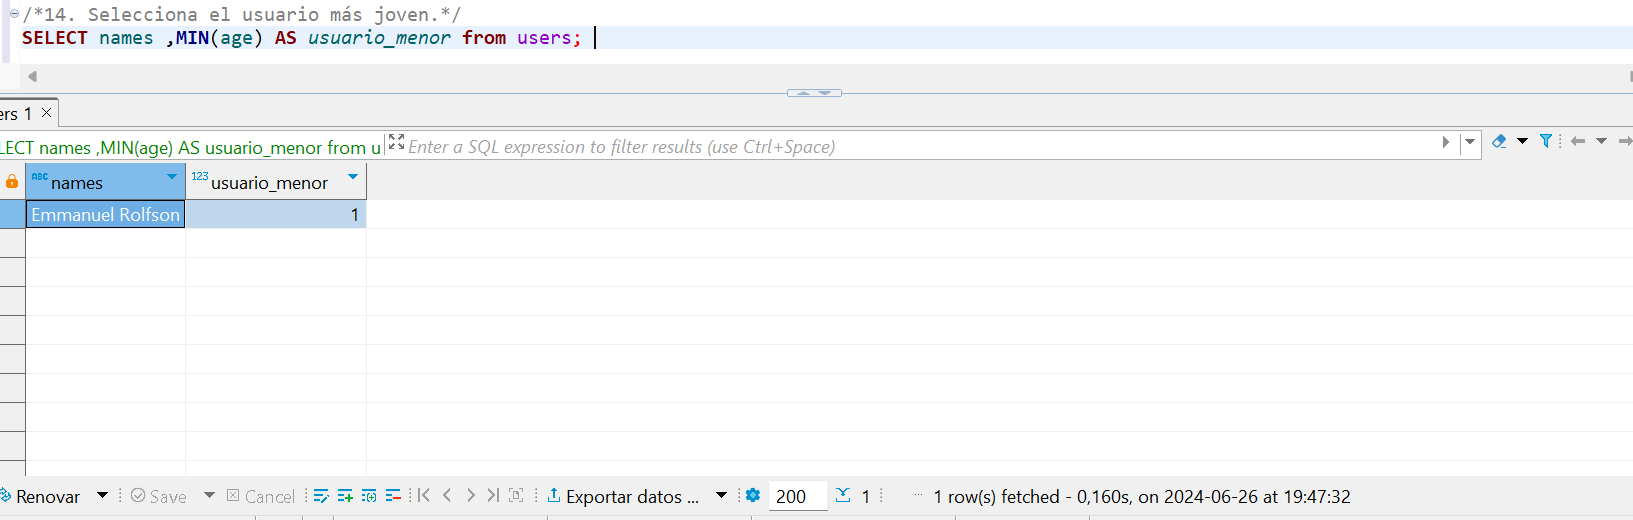 /*14. Selecciona el usuario más joven.*/
SELECT names ,MIN(age) AS usuario_menor from users;
ers 1
LECT names ,MIN(age) AS usuario_menor from u
Enter a SQL expression to filter results (use Ctrl+Space)
ABC names
123 usuario_menor
Emmanuel Rolfson 1
Renovar Save Cancel Exportar datos ... 200 1 ... 1 row(s) fetched - 0,160s, on 2024-06-26 at 19:47:32